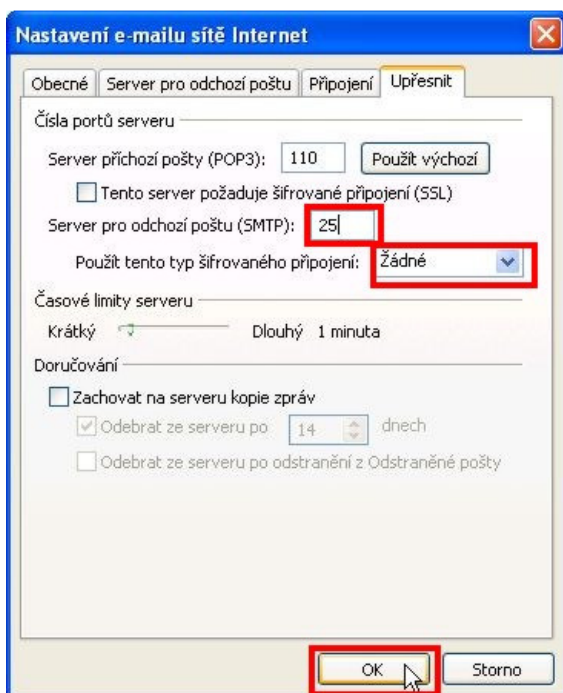 Nastavení e-mailu sítě Internet
Obecné Server pro odchozí poštu Připojení Upřesnit
Čísla portů serveru
Server příchozí pošty (POP3): 110 Použít výchozí
Tento server požaduje šifrované připojení (SSL)
Server pro odchozí poštu (SMTP): 25
Použít tento typ šifrovaného připojení: Žádné
Časové limity serveru
Krátký Dlouhý 1 minuta
Doručování
Zachovat na serveru kopie zpráv
Odebrat ze serveru po 14 dnech
Odebrat ze serveru po odstranění z Odstraněné pošty
OK Storno